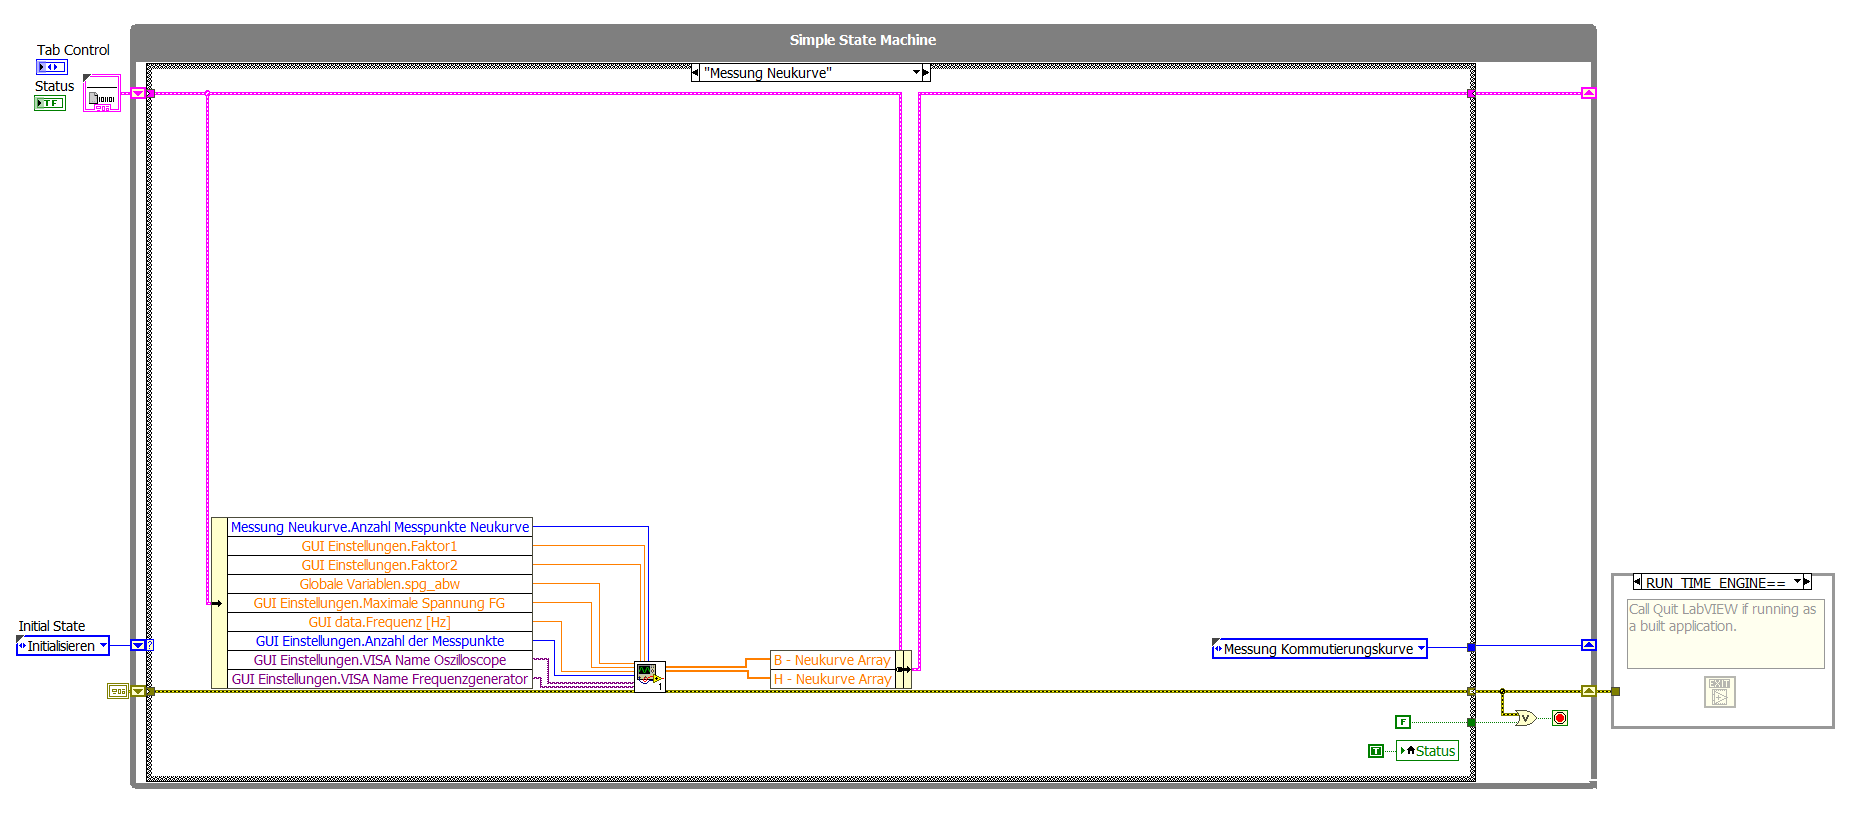 Simple State Machine
Tab Control
Status
TF
"Messung Neukurve"
Messung Neukurve.Anzahl Messpunkte Neukurve
GUI Einstellungen.Faktor1
GUI Einstellungen.Faktor2
Globale Variablen.spg_abw
GUI Einstellungen.Maximale Spannung FG
GUI data.Frequenz [Hz]
GUI Einstellungen.Anzahl der Messpunkte
GUI Einstellungen.VISA Name Oszilloscope
GUI Einstellungen.VISA Name Frequenzgenerator
1
B - Neukurve Array
H - Neukurve Array
Initial State
Initialisieren
?
Messung Kommutierungskurve
F
V
T
Status
RUN_TIME_ENGINE==
Call Quit LabVIEW if running as
a built application.
EXIT